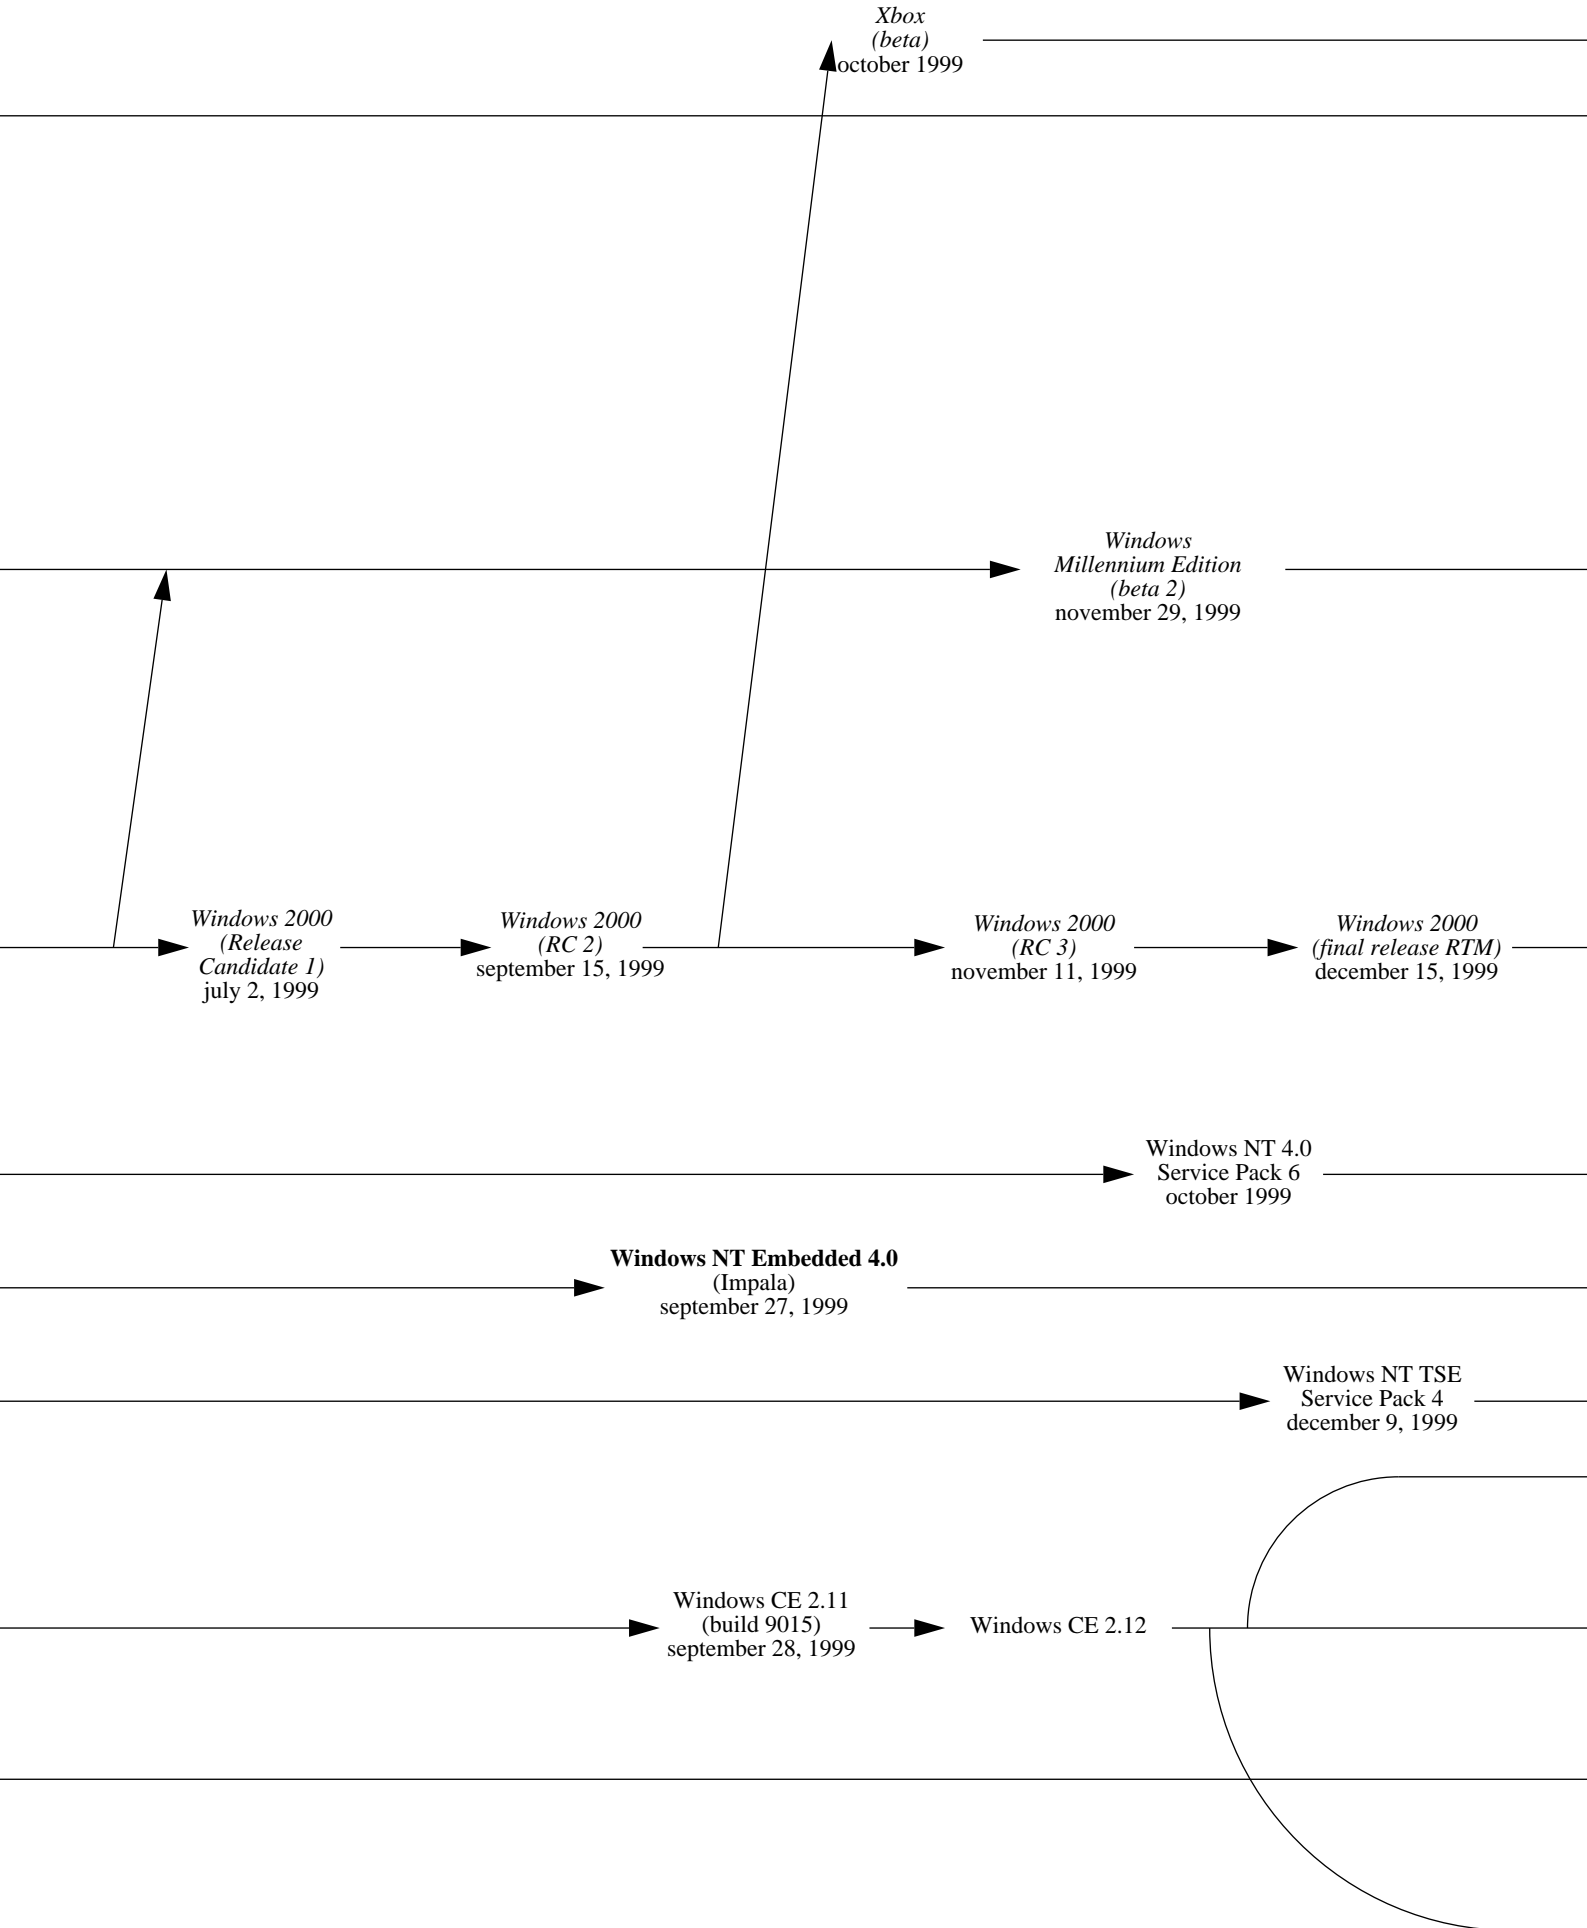 Xbox
(beta)
october 1999
Windows
Millennium Edition
(beta 2)
november 29, 1999
Windows 2000
(Release
Candidate 1)
july 2, 1999
Windows 2000
(RC 2)
september 15, 1999
Windows 2000
(RC 3)
november 11, 1999
Windows 2000
(final release RTM)
december 15, 1999
Windows NT 4.0
Service Pack 6
october 1999
Windows NT Embedded 4.0
(Impala)
september 27, 1999
Windows NT TSE
Service Pack 4
december 9, 1999
Windows CE 2.11
(build 9015)
september 28, 1999
Windows CE 2.12